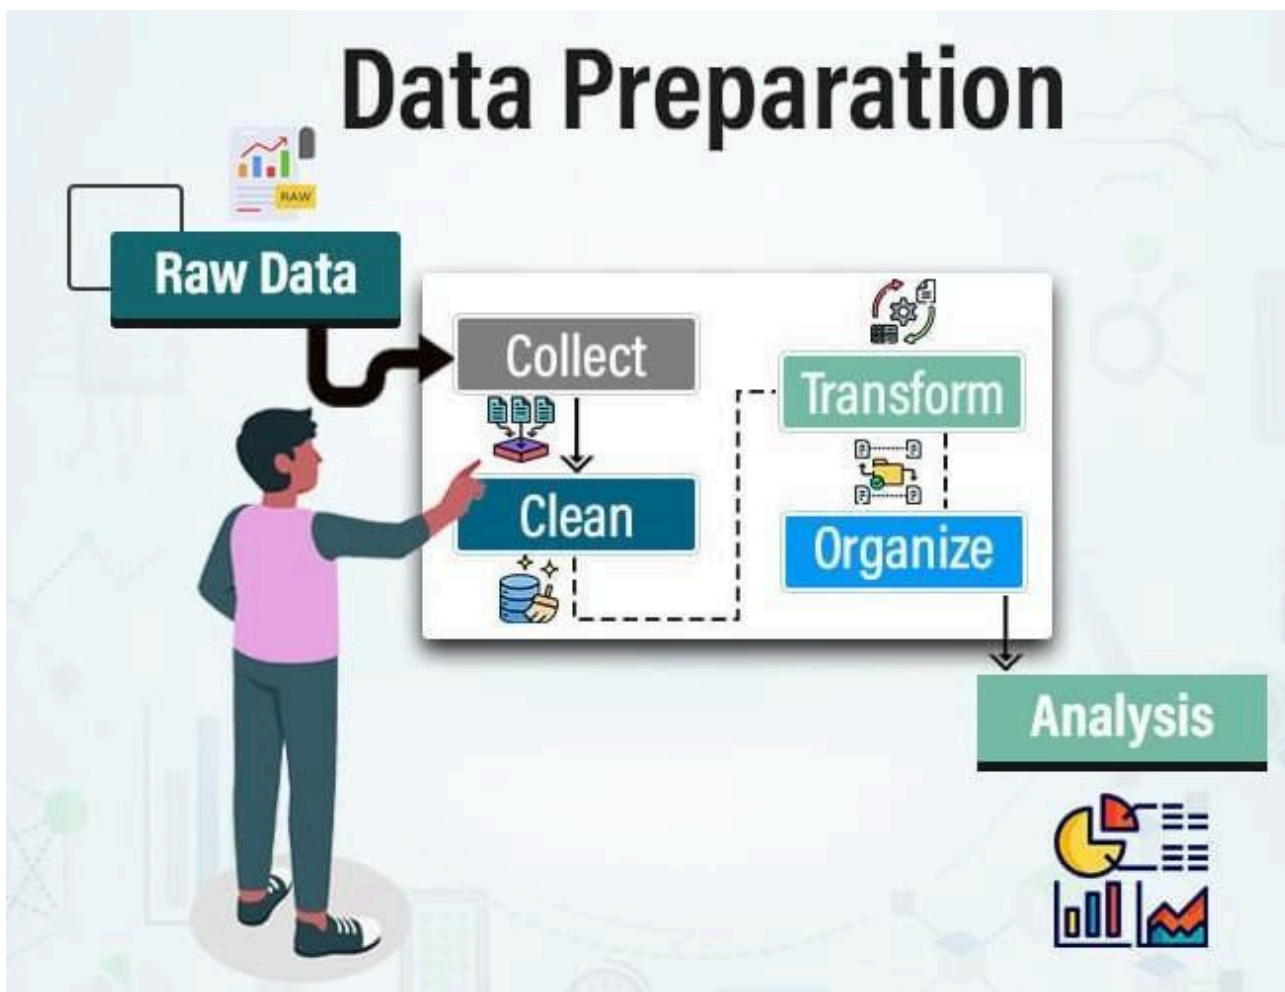 Data Preparation
RAW
Raw Data
Collect
Clean
Transform
Organize
Analysis